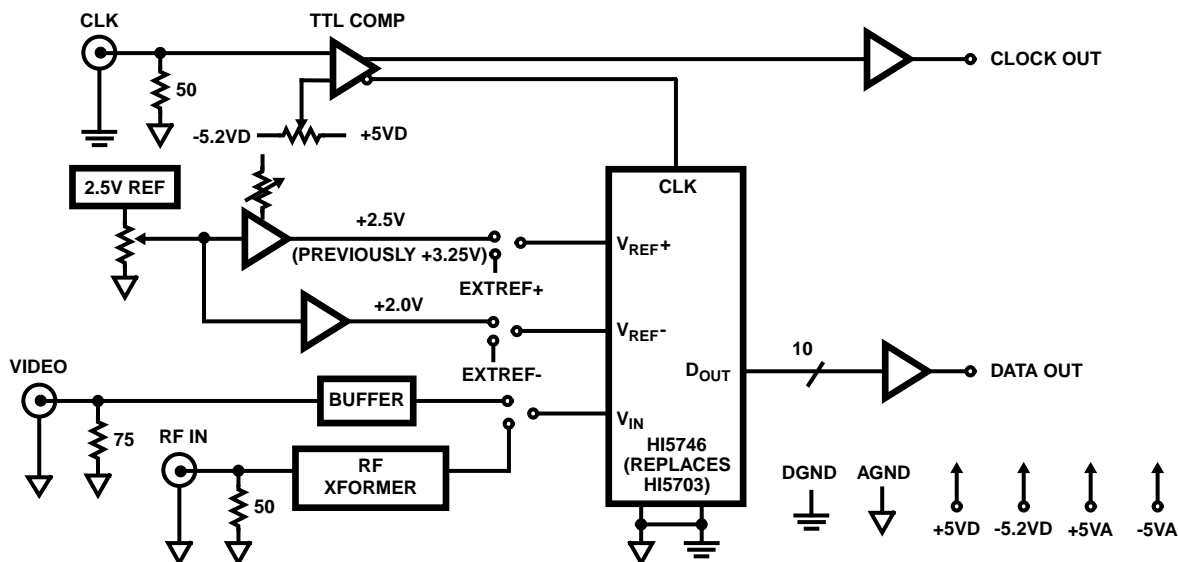 CLK
TTL COMP
CLOCK OUT
50
-5.2VD
+5VD
2.5V REF
CLK
+2.5V
(PREVIOUSLY +3.25V)
VREF+
EXTREF+
+2.0V
VREF-
EXTREF-
10
DOUT
DATA OUT
VIDEO
BUFFER
VIN
75
RF IN
RF
XFORMER
50
HI5746
(REPLACES
HI5703)
DGND
AGND
+5VD
-5.2VD
+5VA
-5VA